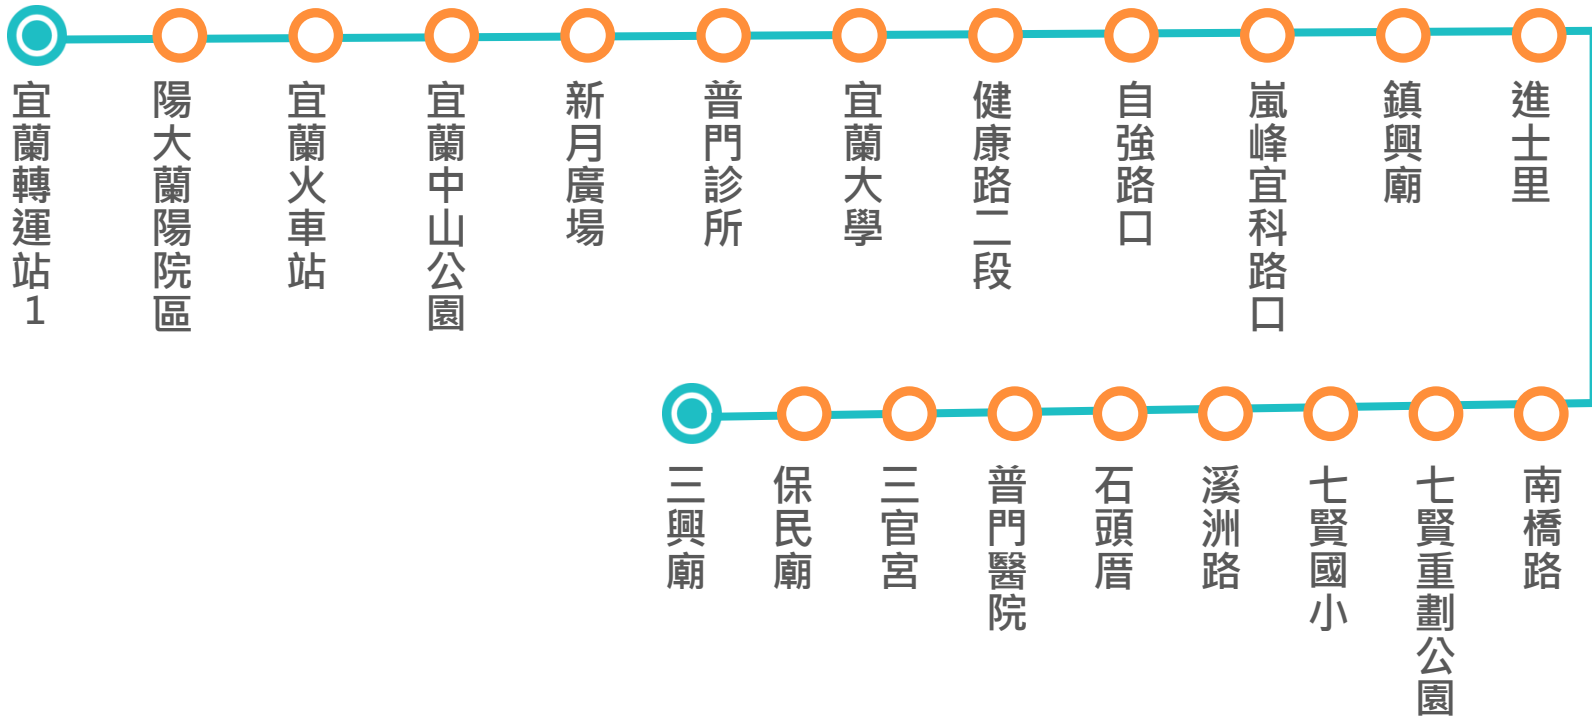 宜蘭轉運站1
陽大蘭陽院區
宜蘭火車站
宜蘭中山公園
新月廣場
普門診所
宜蘭大學
健康路二段
自強路口
嵐峰宜科路口
鎮興廟
進士里
三興廟
保民廟
三官宮
普門醫院
石頭厝
溪洲路
七賢國小
七賢重劃公園
南橋路